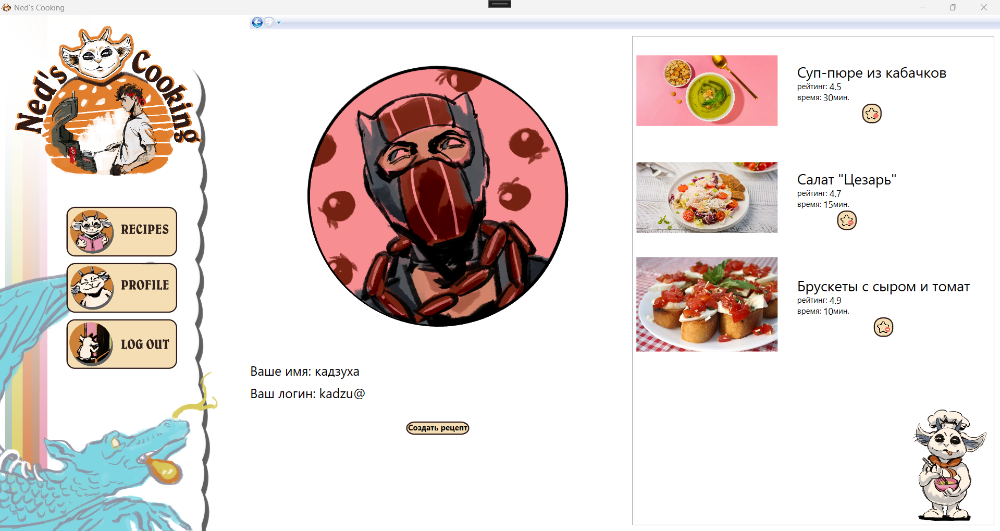 Ned's Cooking
Ned's Cooking
RECIPES
PROFILE
LOG OUT
Ваше имя: кадзуха
Ваш логин: kadzu@
Создать рецепт
Суп-пюре из кабачков
рейтинг: 4.5
время: 30мин.
Салат "Цезарь"
рейтинг: 4.7
время: 15мин.
Брускеты с сыром и томат
рейтинг: 4.9
время: 10мин.